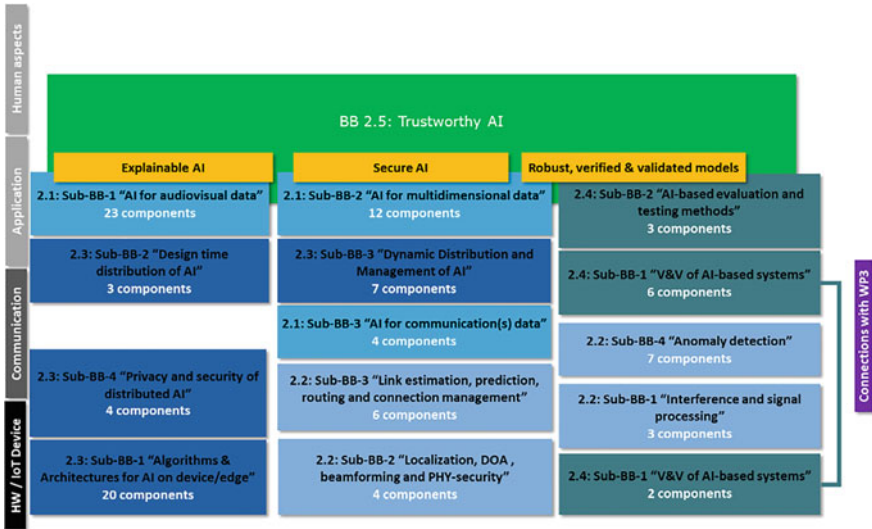 Human aspects
Application
Communication
HW / IoT Device
BB 2.5: Trustworthy AI
Explainable AI
Secure AI
Robust, verified & validated models
2.1: Sub-BB-1 “AI for audiovisual data”
23 components
2.3: Sub-BB-2 “Design time
distribution of AI”
3 components
2.3: Sub-BB-4 “Privacy and security of
distributed AI”
4 components
2.3: Sub-BB-1 “Algorithms &
Architectures for AI on device/edge”
20 components
2.1: Sub-BB-2 “AI for multidimensional data”
12 components
2.3: Sub-BB-3 “Dynamic Distribution and
Management of AI”
7 components
2.1: Sub-BB-3 “AI for communication(s) data”
4 components
2.2: Sub-BB-3 “Link estimation, prediction,
routing and connection management”
6 components
2.2: Sub-BB-2 “Localization, DOA ,
beamforming and PHY-security”
4 components
2.4: Sub-BB-2 “AI-based evaluation and
testing methods”
3 components
2.4: Sub-BB-1 “V&V of AI-based systems”
6 components
2.2: Sub-BB-4 “Anomaly detection”
7 components
2.2: Sub-BB-1 “Interference and signal
processing”
3 components
2.4: Sub-BB-1 “V&V of AI-based systems”
2 components
Connections with WP3